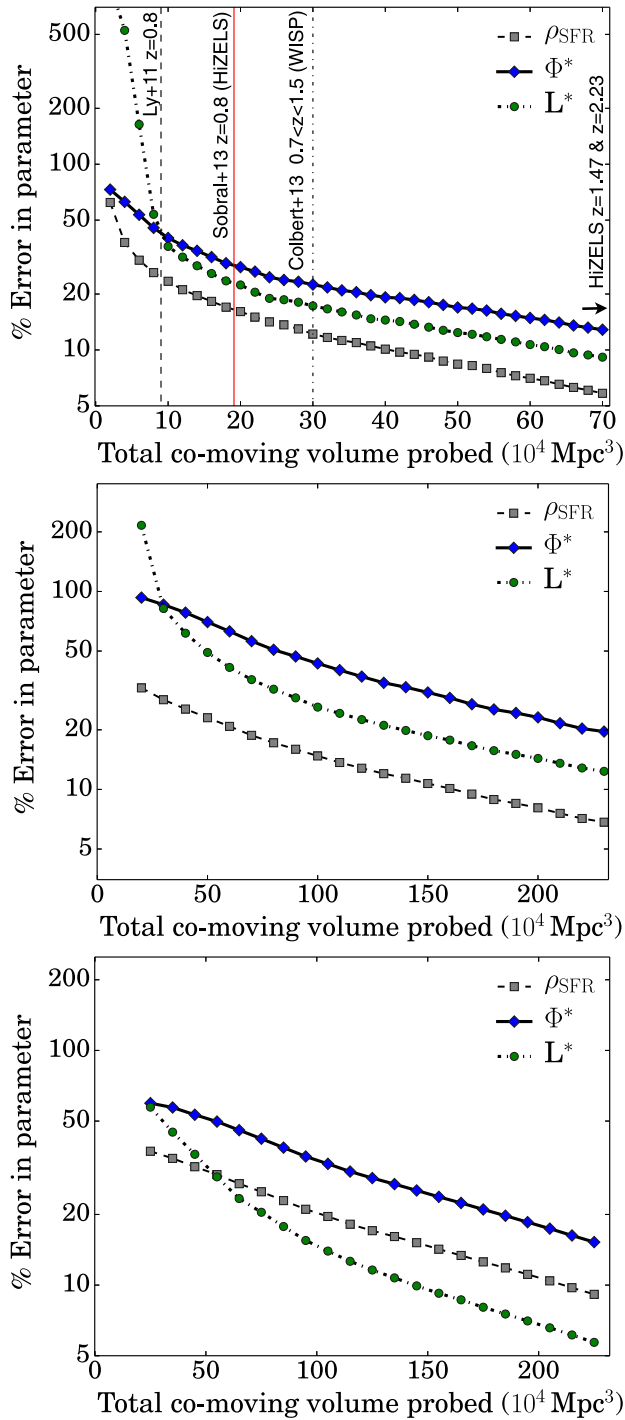 500
200
100
50
20
10
5
% Error in parameter
Ly+11 z=0.8
Sobral+13 z=0.8 (HiZELS)
Colbert+13 0.7<z<1.5 (WISP)
HiZELS z=1.47 & z=2.23
ρSFR
Φ*
L*
0 10 20 30 40 50 60 70
Total co-moving volume probed (10⁴ Mpc³)
200
100
50
20
10
5
% Error in parameter
ρSFR
Φ*
L*
0 50 100 150 200
Total co-moving volume probed (10⁴ Mpc³)
200
100
50
20
10
5
% Error in parameter
ρSFR
Φ*
L*
0 50 100 150 200
Total co-moving volume probed (10⁴ Mpc³)